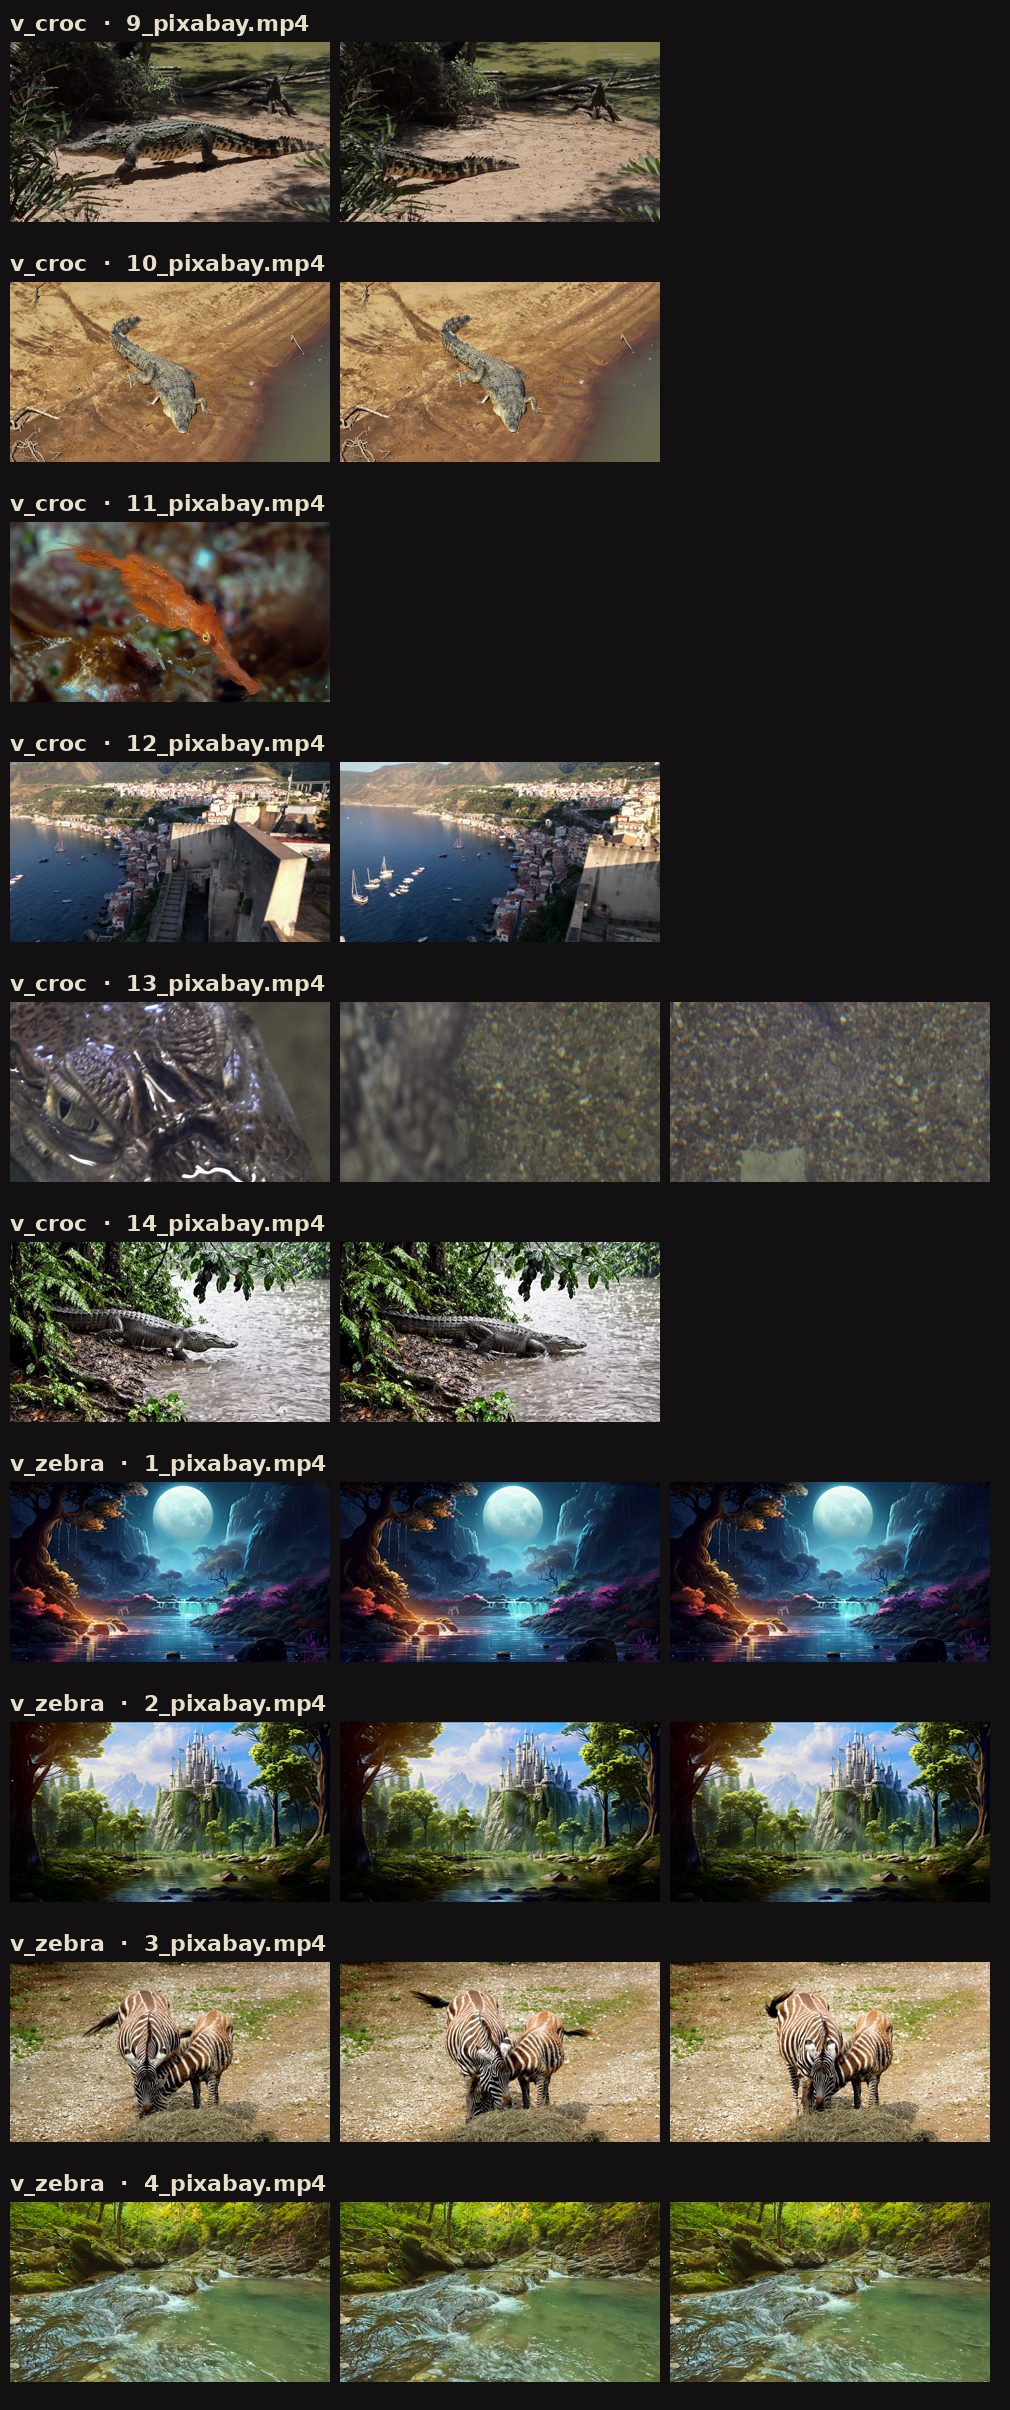 v_croc · 9_pixabay.mp4
v_croc · 10_pixabay.mp4
v_croc · 11_pixabay.mp4
v_croc · 12_pixabay.mp4
v_croc · 13_pixabay.mp4
v_croc · 14_pixabay.mp4
v_zebra · 1_pixabay.mp4
v_zebra · 2_pixabay.mp4
v_zebra · 3_pixabay.mp4
v_zebra · 4_pixabay.mp4